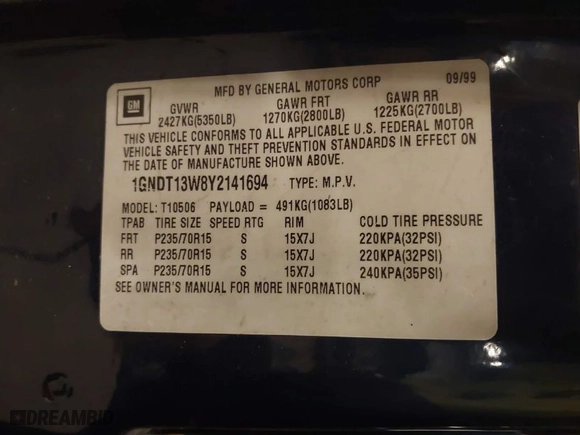 MFD BY GENERAL MOTORS CORP 09/99
GM
GVWR GAWR FRT GAWR RR
2427KG(5350LB) 1270KG(2800LB) 1225KG(2700LB)
THIS VEHICLE CONFORMS TO ALL APPLICABLE U.S. FEDERAL MOTOR
VEHICLE SAFETY AND THEFT PREVENTION STANDARDS IN EFFECT ON
THE DATE OF MANUFACTURE SHOWN ABOVE.
1GNDT13W8Y2141694 TYPE: M.P.V.
MODEL: T10506 PAYLOAD = 491KG(1083LB)
TPAB TIRE SIZE SPEED RTG RIM COLD TIRE PRESSURE
FRT P235/70R15 S 15X7J 220KPA(32PSI)
RR P235/70R15 S 15X7J 220KPA(32PSI)
SPA P235/70R15 S 15X7J 240KPA(35PSI)
SEE OWNER'S MANUAL FOR MORE INFORMATION.
DREAMBID